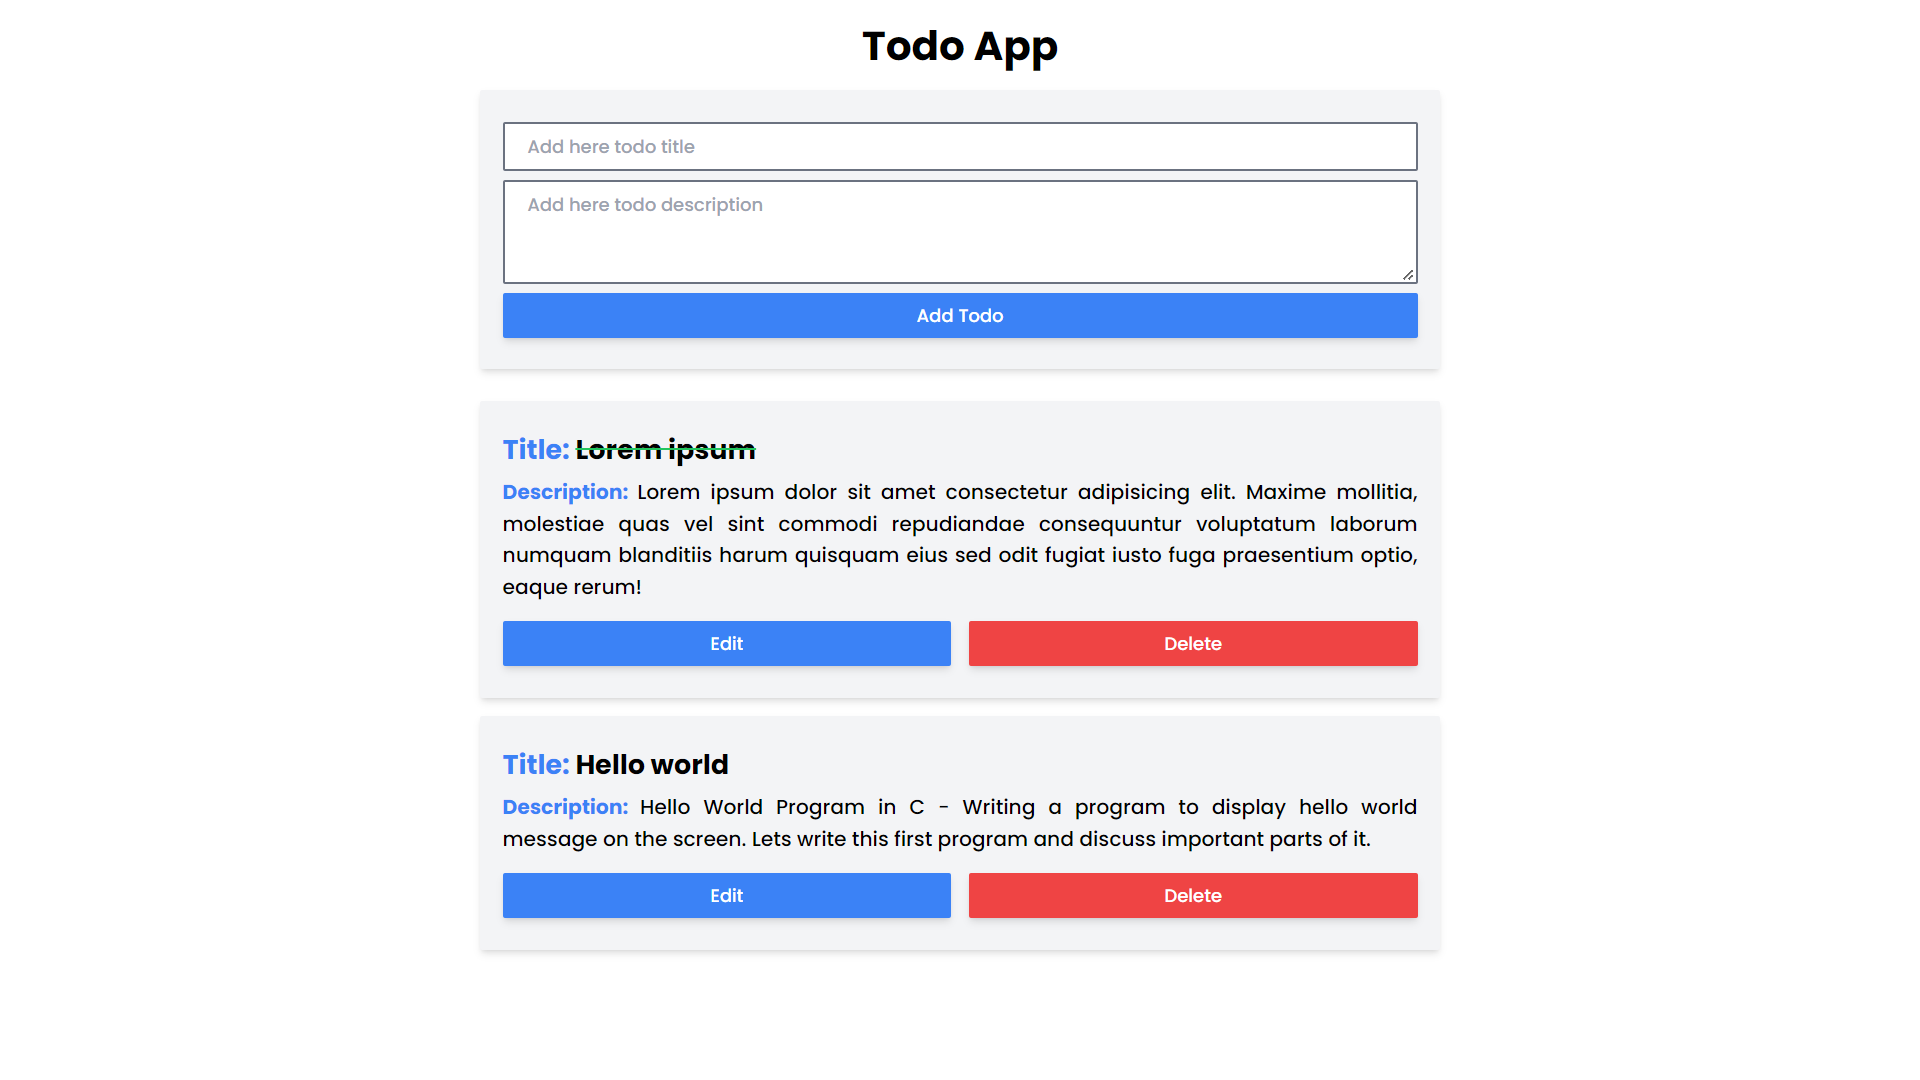 Todo App
Add here todo title
Add here todo description
Add Todo
Title: Lorem ipsum
Description: Lorem ipsum dolor sit amet consectetur adipisicing elit. Maxime mollitia,
molestiae quas vel sint commodi repudiandae consequuntur voluptatum laborum
numquam blanditiis harum quisquam eius sed odit fugiat iusto fuga praesentium optio,
eaque rerum!
Edit Delete
Title: Hello world
Description: Hello World Program in C - Writing a program to display hello world
message on the screen. Lets write this first program and discuss important parts of it.
Edit Delete